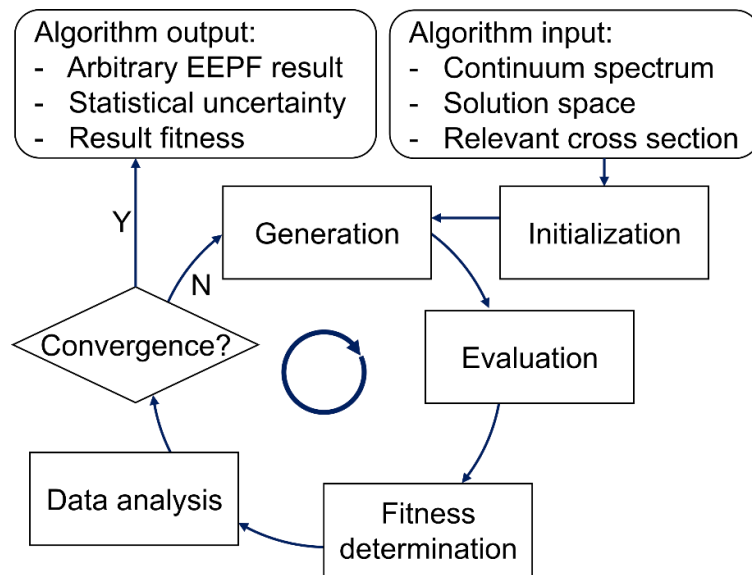 Algorithm output:
- Arbitrary EEPF result
- Statistical uncertainty
- Result fitness
Algorithm input:
- Continuum spectrum
- Solution space
- Relevant cross section
Y
N
Generation
Initialization
Convergence?
Evaluation
Data analysis
Fitness
determination